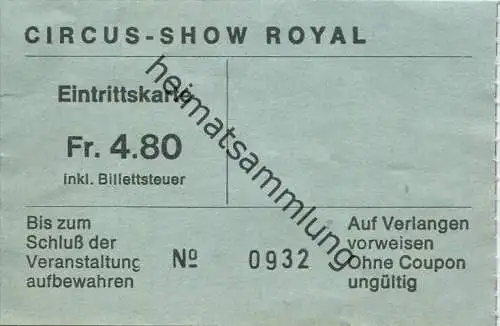 CIRCUS-SHOW ROYAL
Eintrittskarte
Fr. 4.80
inkl. Billettsteuer
Bis zum
Schluß der
Veranstaltung
aufbewahren
Nº 0932
Auf Verlangen
vorweisen
Ohne Coupon
ungültig
heimatsammlung